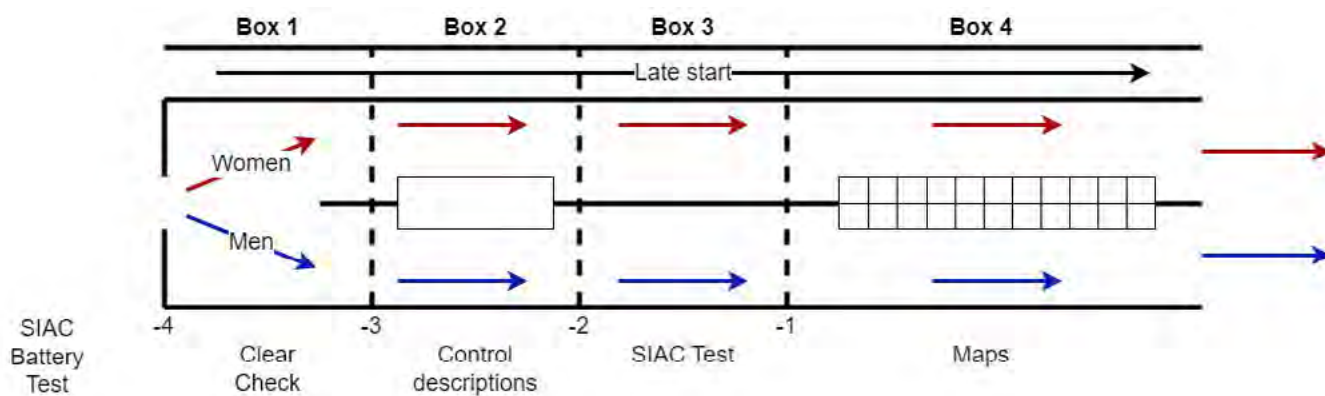 Box 1
Box 2
Box 3
Box 4
Late start
Women
Men
-4
-3
-2
-1
SIAC
Battery
Test
Clear
Check
Control
descriptions
SIAC Test
Maps